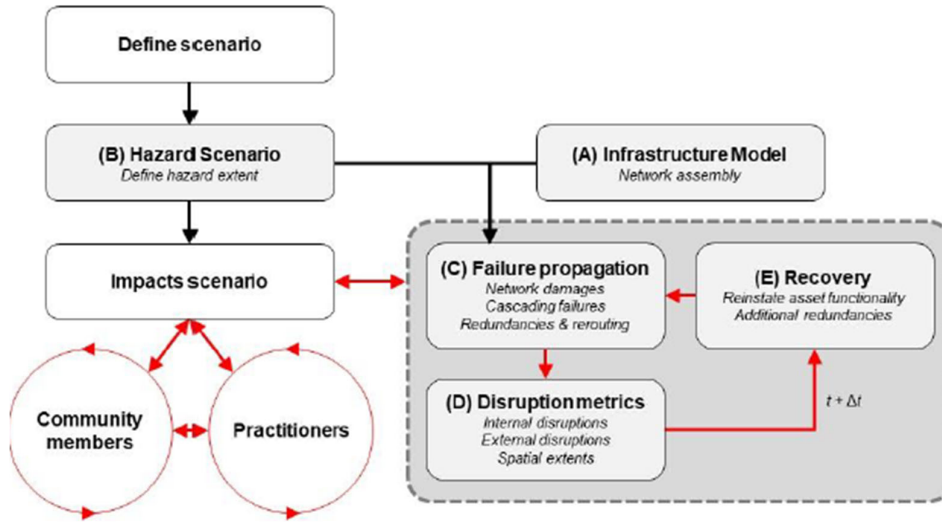 Define scenario
(B) Hazard Scenario
Define hazard extent
(A) Infrastructure Model
Network assembly
Impacts scenario
(C) Failure propagation
Network damages
Cascading failures
Redundancies & rerouting
(E) Recovery
Reinstate asset functionality
Additional redundancies
(D) Disruption metrics
Internal disruptions
External disruptions
Spatial extents
t + Δt
Community
members
Practitioners